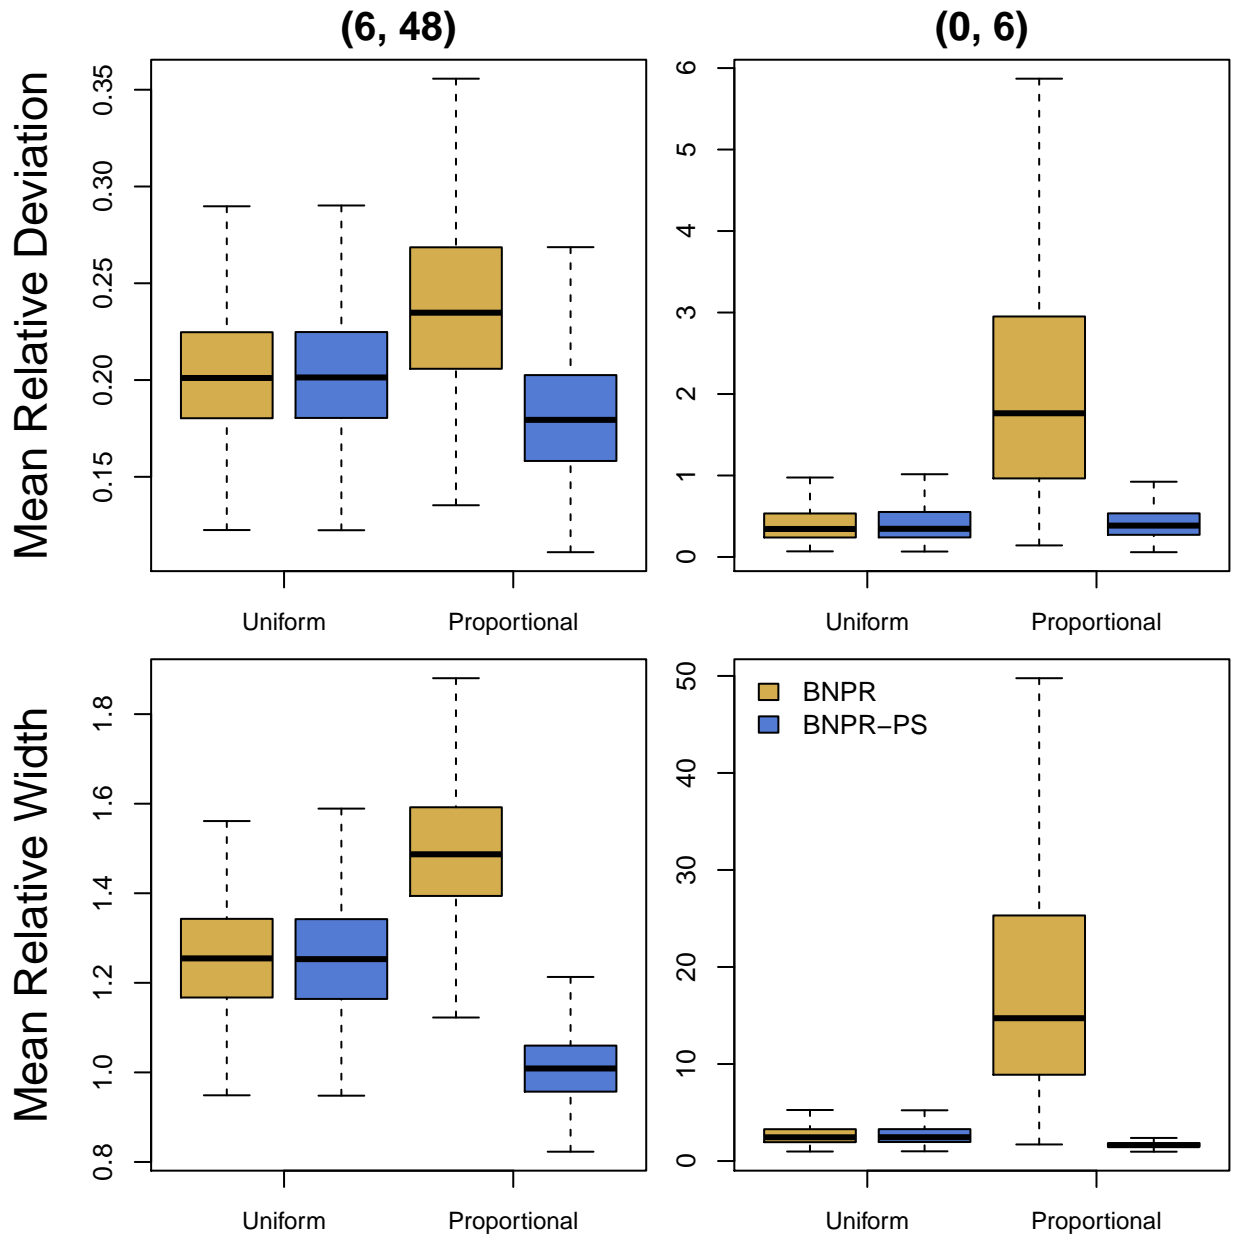 (6, 48)
(0, 6)
Mean Relative Deviation
0.35
0.30
0.25
0.20
0.15
Uniform
Proportional
6
5
4
3
2
1
0
Uniform
Proportional
Mean Relative Width
1.8
1.6
1.4
1.2
1.0
0.8
Uniform
Proportional
50
40
30
20
10
0
BNPR
BNPR−PS
Uniform
Proportional